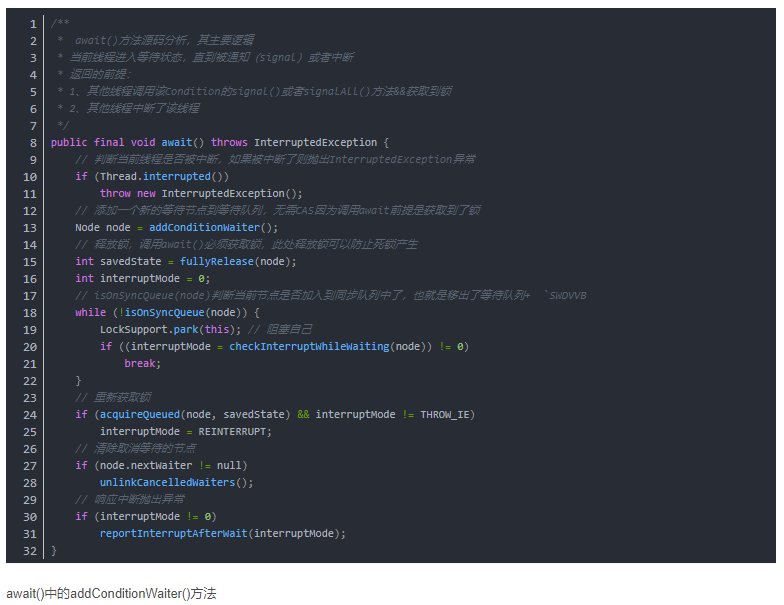 1 /**
2 * await()方法源码分析，其主要逻辑
3 * 当前线程进入等待状态，直到被通知（signal）或者中断
4 * 返回的前提：
5 * 1、其他线程调用该Condition的signal()或者signalAll()方法&&获取到锁
6 * 2、其他线程中断了该线程
7 */
8 public final void await() throws InterruptedException {
9 // 判断当前线程是否被中断，如果被中断了则抛出InterruptedException异常
10 if (Thread.interrupted())
11 throw new InterruptedException();
12 // 添加一个新的等待节点到等待队列，无需CAS因为调用await前提是获取到了锁
13 Node node = addConditionWaiter();
14 // 释放锁，调用await()必须获取锁，此处释放锁可以防止死锁产生
15 int savedState = fullyRelease(node);
16 int interruptMode = 0;
17 // isOnSyncQueue(node)判断当前节点是否加入到同步队列中了，也就是移出了等待队列+ `SWDVVB
18 while (!isOnSyncQueue(node)) {
19 LockSupport.park(this); // 阻塞自己
20 if ((interruptMode = checkInterruptWhileWaiting(node)) != 0)
21 break;
22 }
23 // 重新获取锁
24 if (acquireQueued(node, savedState) && interruptMode != THROW_IE)
25 interruptMode = REINTERRUPT;
26 // 清除取消等待的节点
27 if (node.nextWaiter != null)
28 unlinkCancelledWaiters();
29 // 响应中断抛出异常
30 if (interruptMode != 0)
31 reportInterruptAfterWait(interruptMode);
32 }
await()中的addConditionWaiter()方法